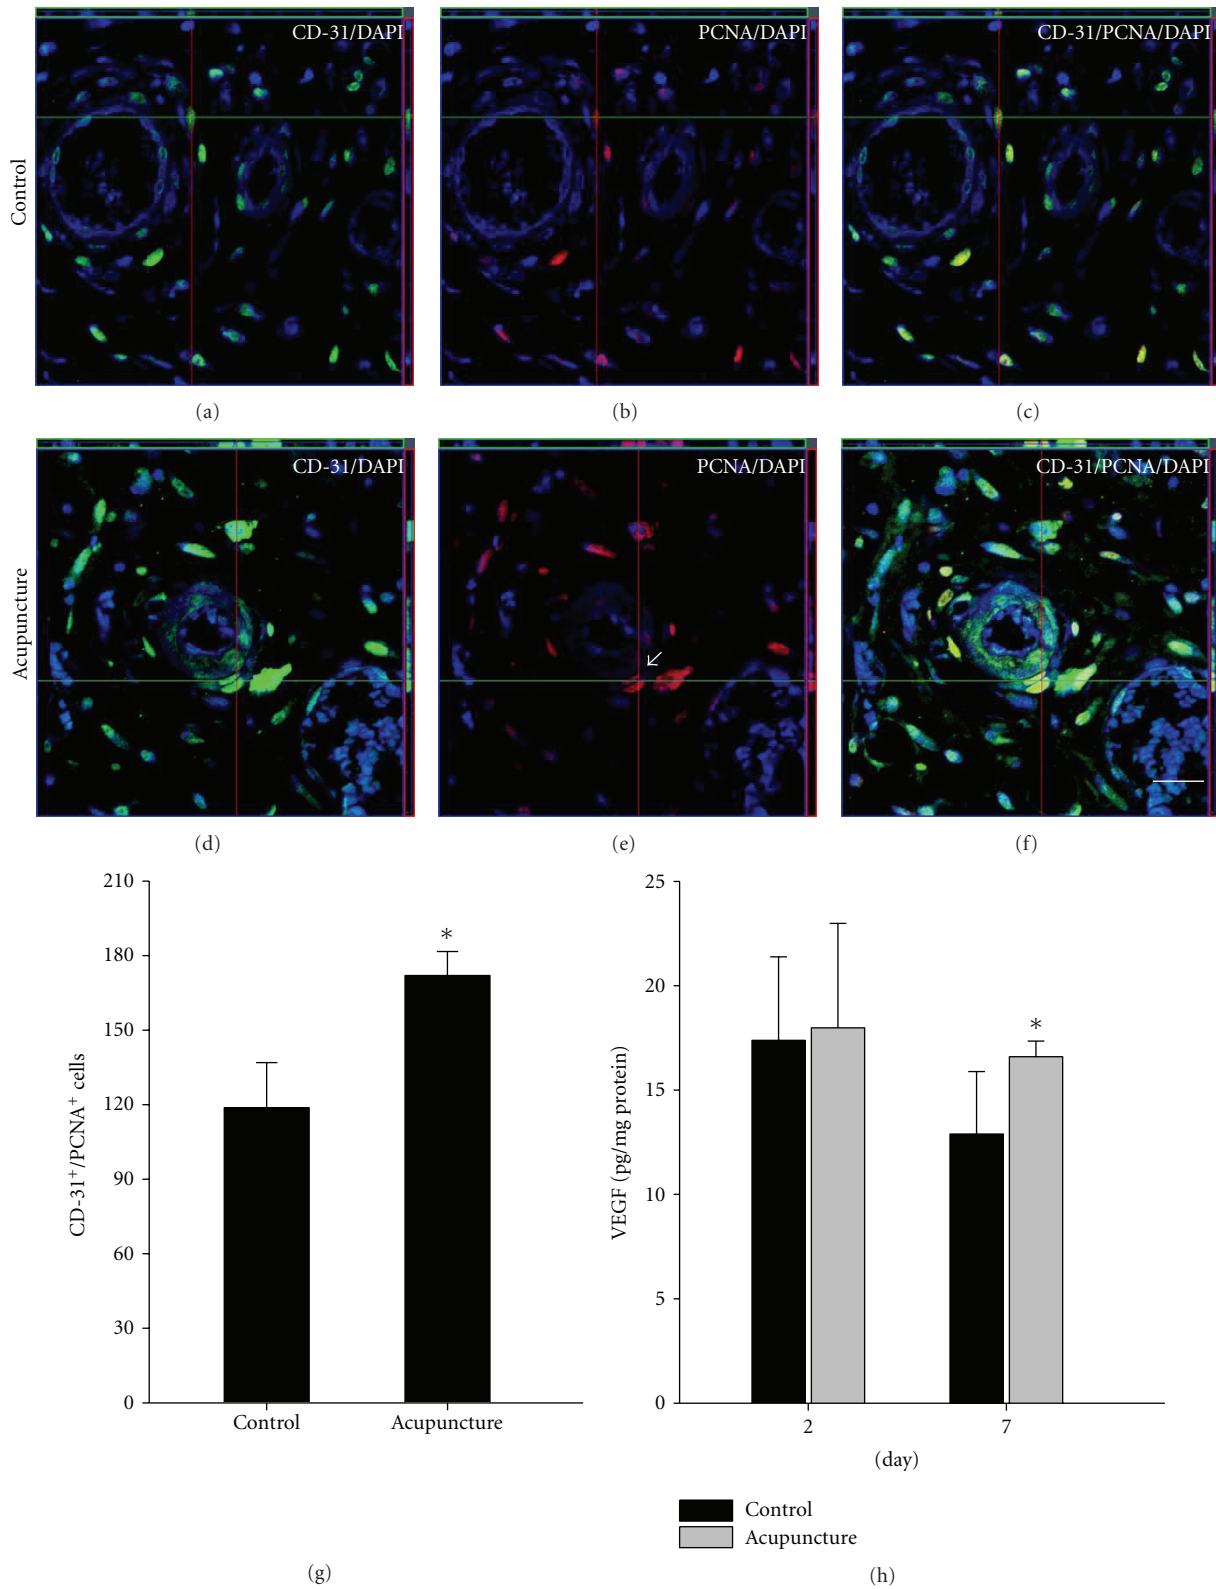 CD-31/DAPI
PCNA/DAPI
CD-31/PCNA/DAPI
Control
(a)
(b)
(c)
CD-31/DAPI
PCNA/DAPI
CD-31/PCNA/DAPI
Acupuncture
(d)
(e)
(f)
210
180
150
120
90
60
30
0
CD-31⁺/PCNA⁺ cells
*
Control
Acupuncture
(g)
25
20
15
10
5
0
VEGF (pg/mg protein)
*
2
7
(day)
Control
Acupuncture
(h)